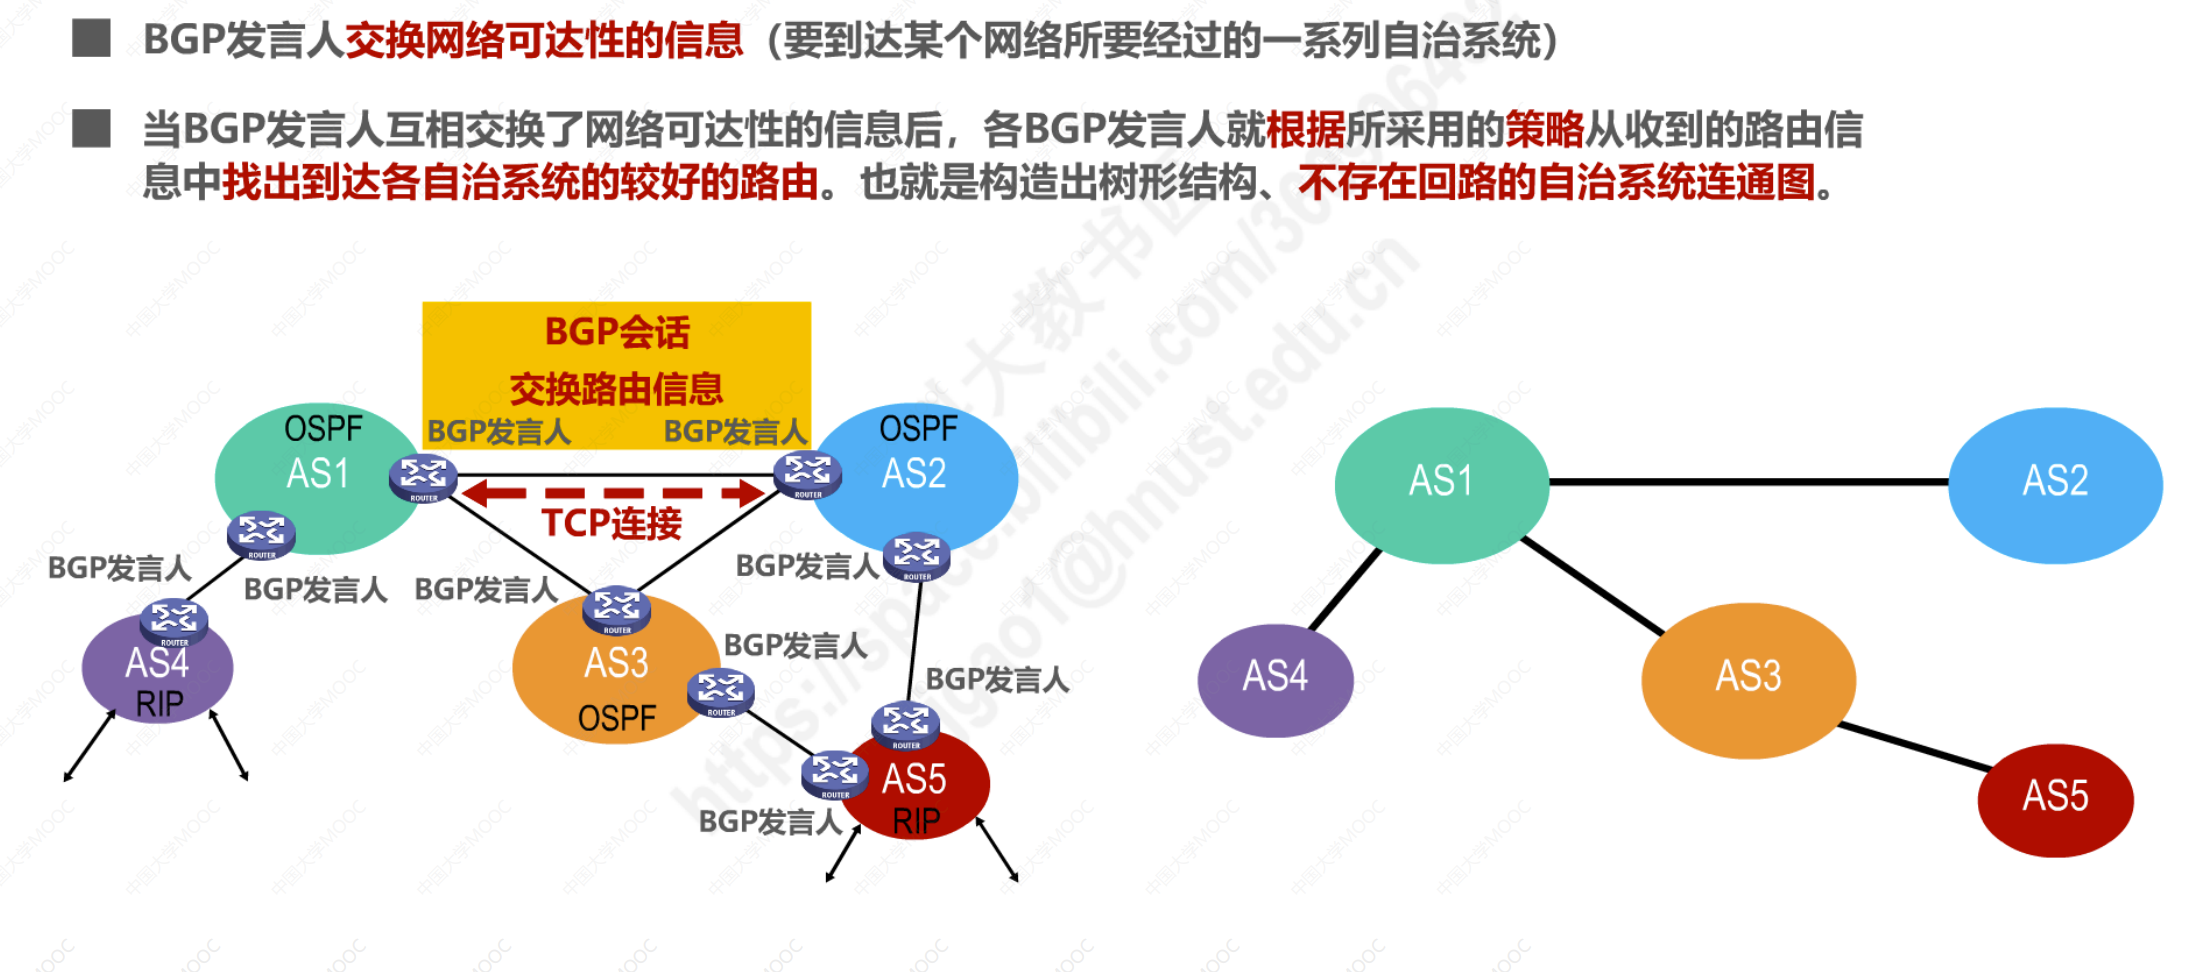 BGP发言人交换网络可达性的信息（要到达某个网络所要经过的一系列自治系统）
当BGP发言人互相交换了网络可达性的信息后，各BGP发言人就根据所采用的策略从收到的路由信
息中找出到达各自治系统的较好的路由。也就是构造出树形结构、不存在回路的自治系统连通图。
BGP会话
交换路由信息
BGP发言人
BGP发言人
OSPF
AS1
OSPF
AS2
ROUTER
ROUTER
TCP连接
ROUTER
BGP发言人
BGP发言人
BGP发言人
BGP发言人
ROUTER
ROUTER
ROUTER
AS4
RIP
AS3
OSPF
BGP发言人
ROUTER
BGP发言人
ROUTER
ROUTER
AS5
RIP
BGP发言人
AS1
AS2
AS4
AS3
AS5
中国大学MOOC